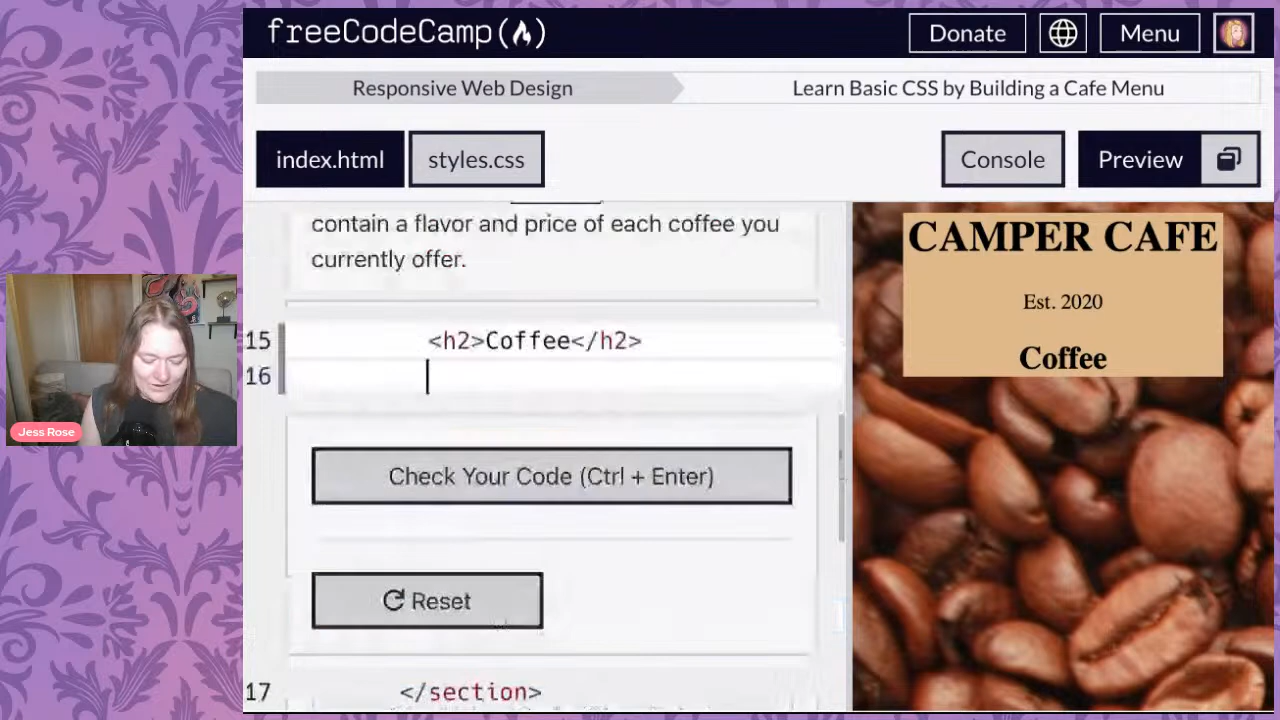 freeCodeCamp
Donate
Menu
Responsive Web Design
Learn Basic CSS by Building a Cafe Menu
index.html
styles.css
Console
Preview
contain a flavor and price of each coffee you
currently offer.
15 <h2>Coffee</h2>
16
Check Your Code (Ctrl + Enter)
Reset
17 </section>
CAMPER CAFE
Est. 2020
Coffee
Jess Rose